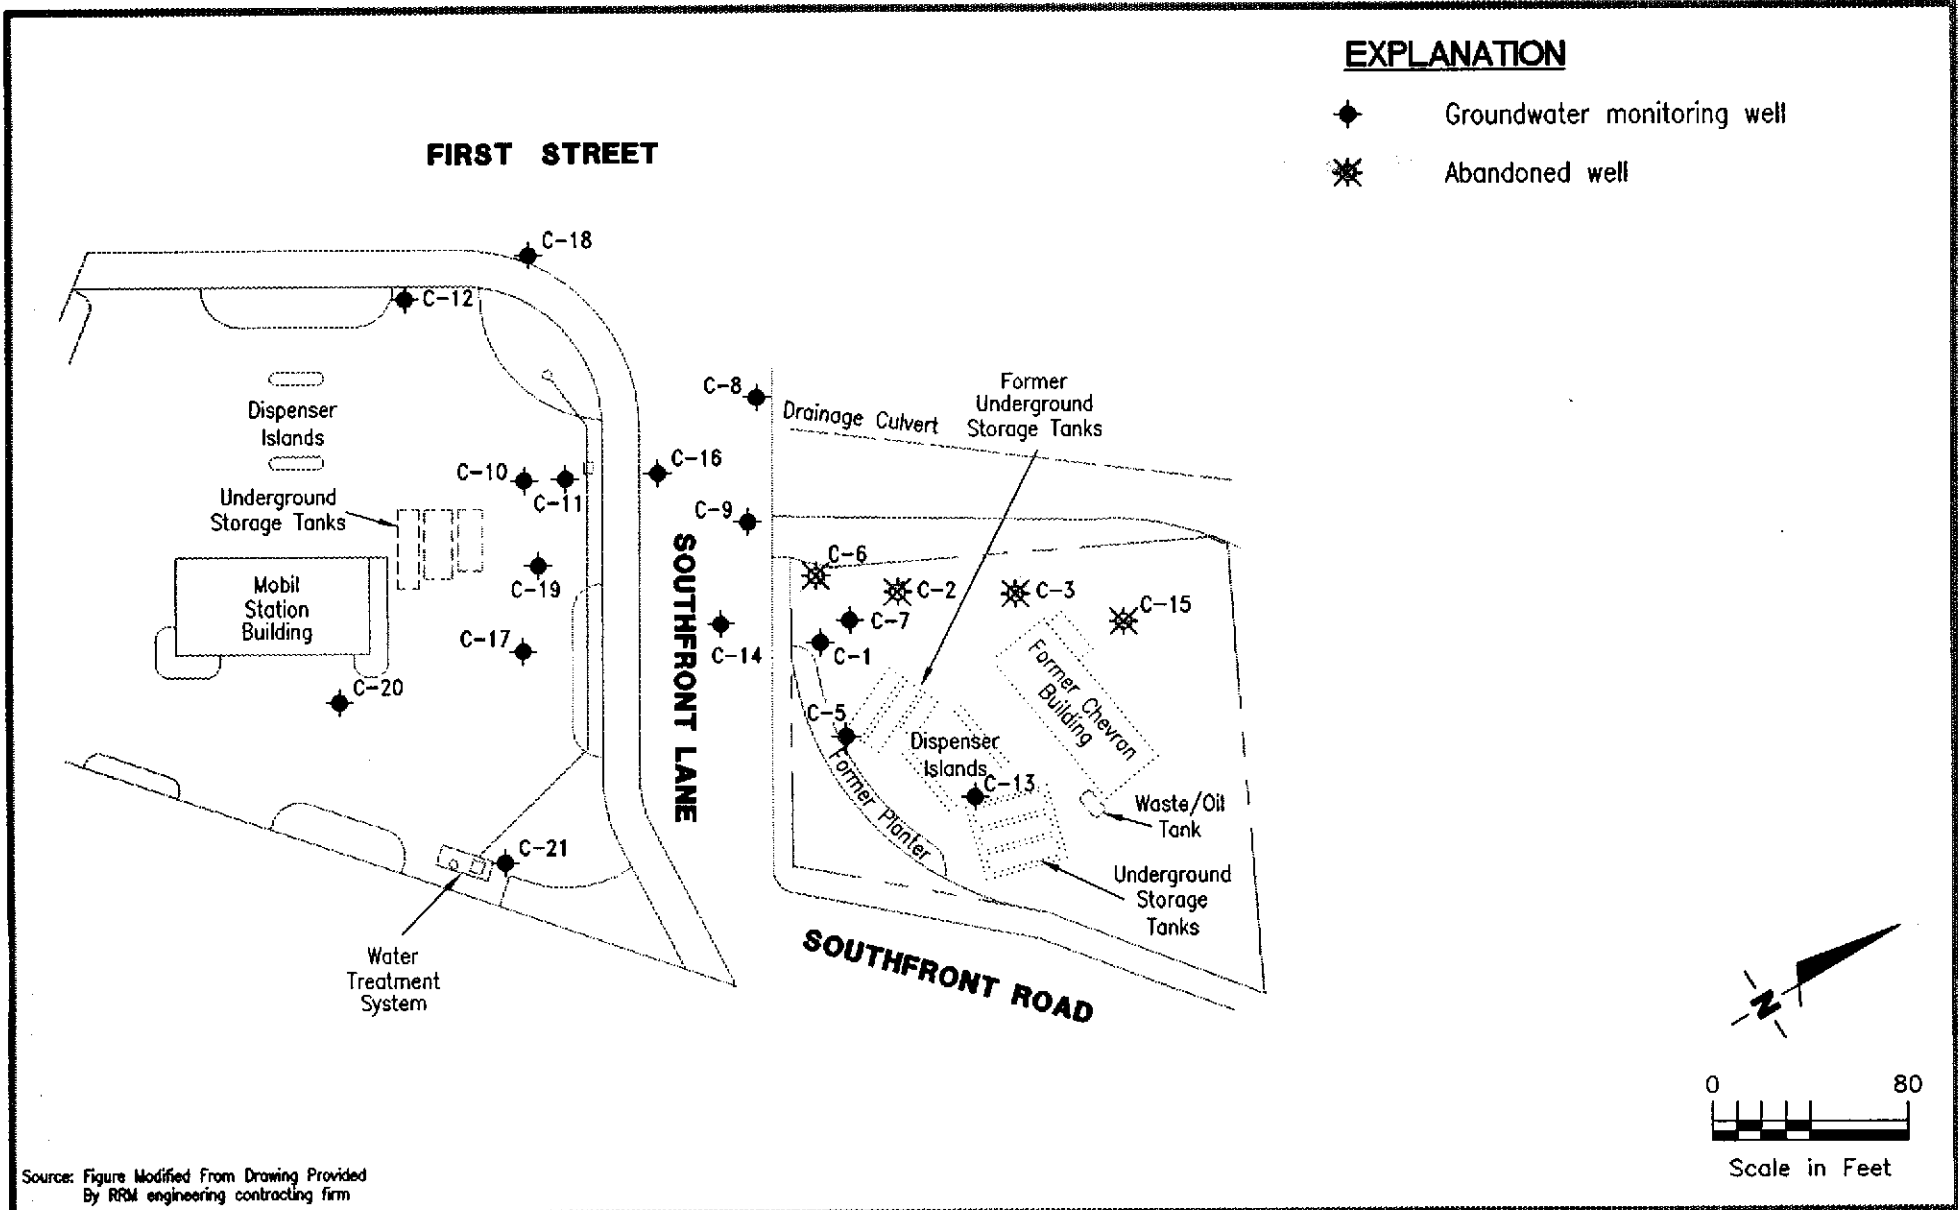 EXPLANATION
Groundwater monitoring well
Abandoned well
FIRST STREET
C-18
C-12
C-8
Former
Underground
Storage Tanks
Drainage Culvert
Dispenser
Islands
C-10
C-11
C-16
Underground
Storage Tanks
C-9
SOUTHFRONT LANE
C-6
C-2
C-3
C-15
Mobil
Station
Building
C-19
C-7
C-17
C-14
C-1
Former Chevron
Building
C-20
C-5
Dispenser
Islands
C-13
Former Planter
Waste/Oil
Tank
C-21
Underground
Storage
Tanks
Water
Treatment
System
SOUTHFRONT ROAD
N
0 80
Scale in Feet
Source: Figure Modified From Drawing Provided
By RRM engineering contracting firm